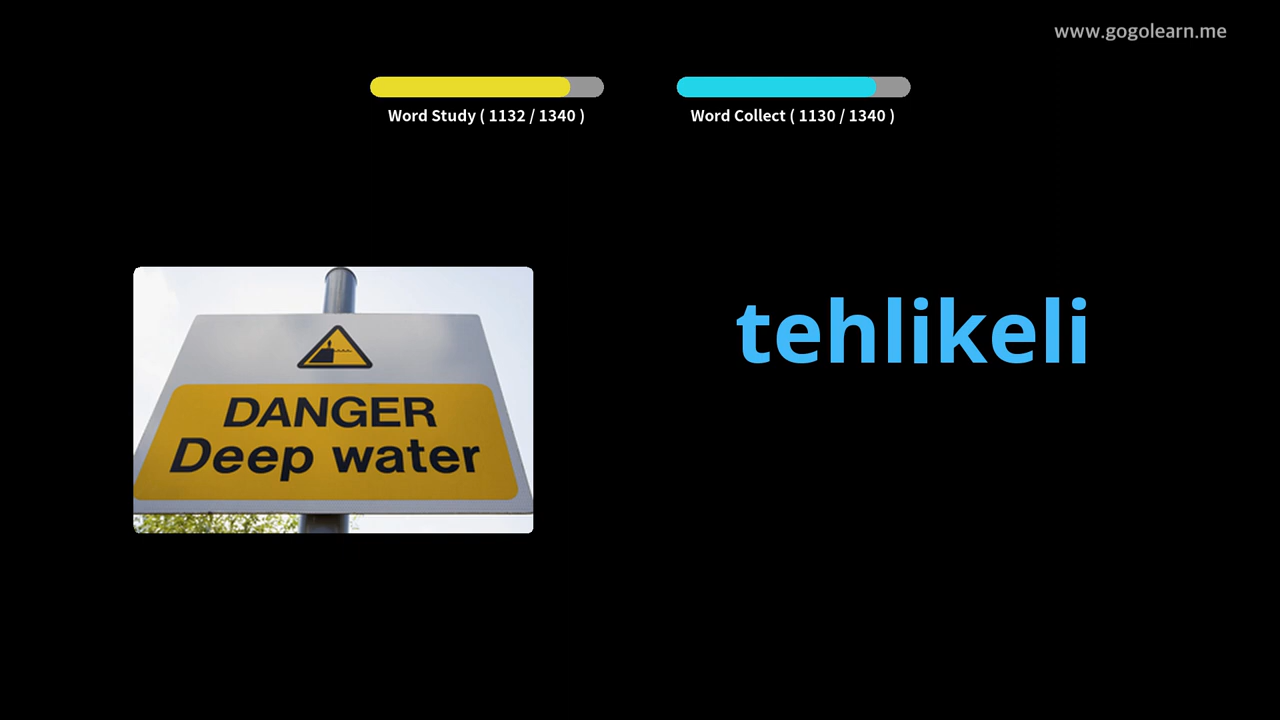 www.gogolearn.me
Word Study ( 1132 / 1340 )
Word Collect ( 1130 / 1340 )
DANGER
Deep water
tehlikeli